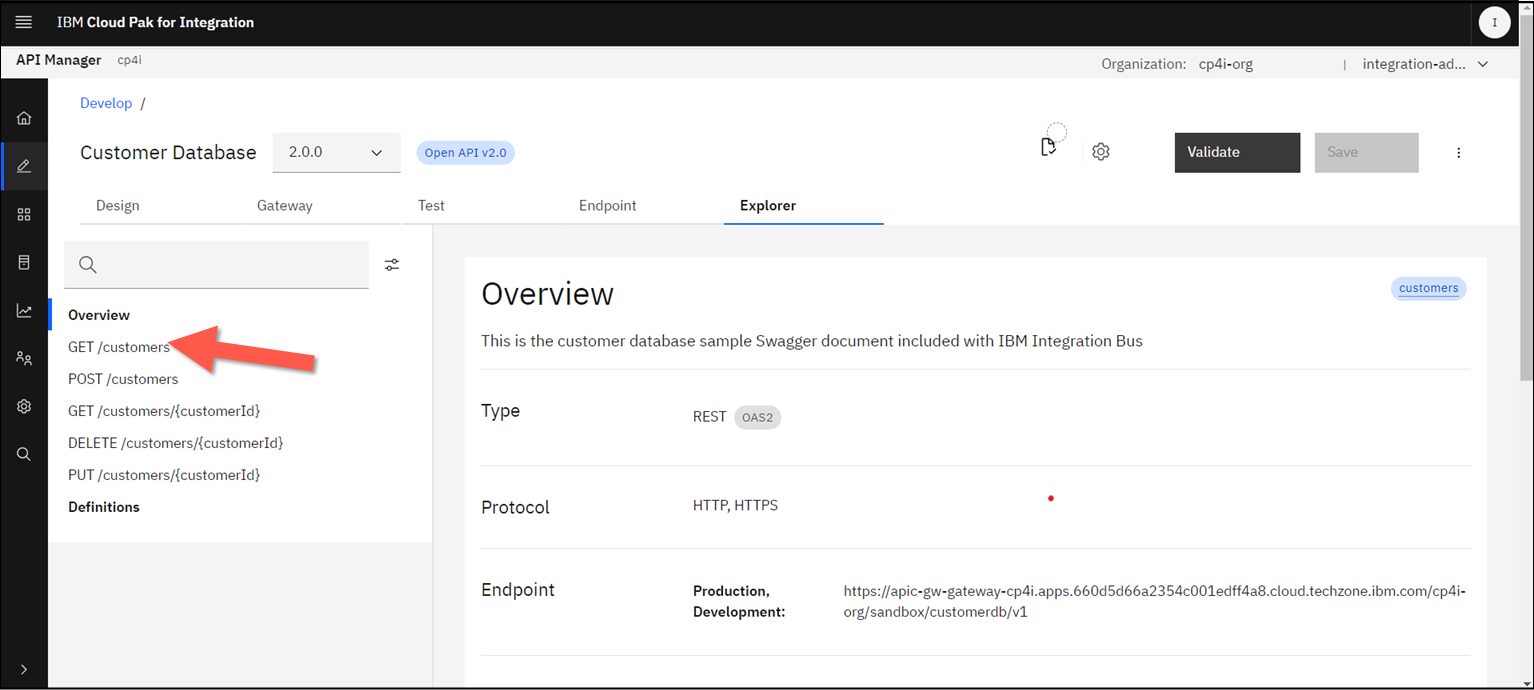 IBM Cloud Pak for Integration
I
API Manager cp4i
Organization: cp4i-org | integration-ad...
Develop /
Customer Database 2.0.0 Open API v2.0
Validate Save
Design Gateway Test Endpoint Explorer
Overview
GET /customers
POST /customers
GET /customers/{customerId}
DELETE /customers/{customerId}
PUT /customers/{customerId}
Definitions
Overview
customers
This is the customer database sample Swagger document included with IBM Integration Bus
Type REST OAS2
Protocol HTTP, HTTPS
Endpoint Production, https://apic-gw-gateway-cp4i.apps.660d5d66a2354c001edff4a8.cloud.techzone.ibm.com/cp4i-
Development: org/sandbox/customerdb/v1